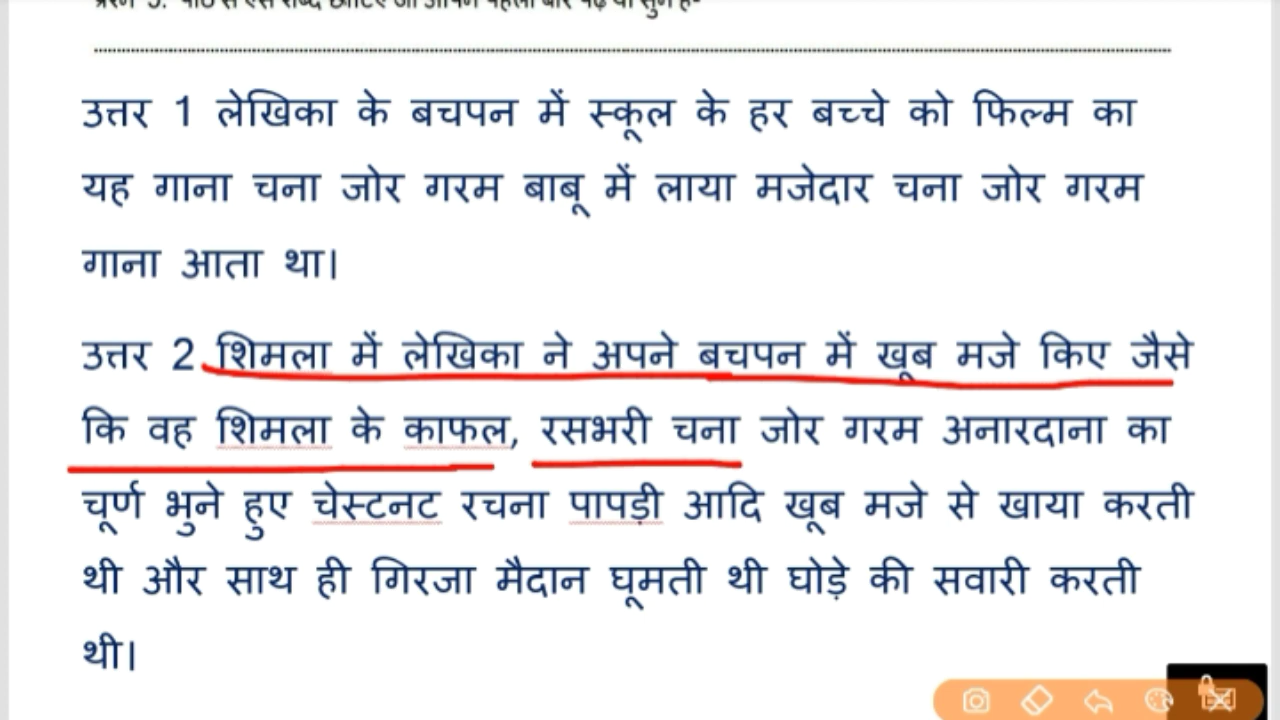 उत्तर 1 लेखिका के बचपन में स्कूल के हर बच्चे को फिल्म का
यह गाना चना जोर गरम बाबू में लाया मजेदार चना जोर गरम
गाना आता था।
उत्तर 2 शिमला में लेखिका ने अपने बचपन में खूब मजे किए जैसे
कि वह शिमला के काफल, रसभरी चना जोर गरम अनारदाना का
चूर्ण भुने हुए चेस्टनट रचना पापड़ी आदि खूब मजे से खाया करती
थी और साथ ही गिरजा मैदान घूमती थी घोड़े की सवारी करती
थी।